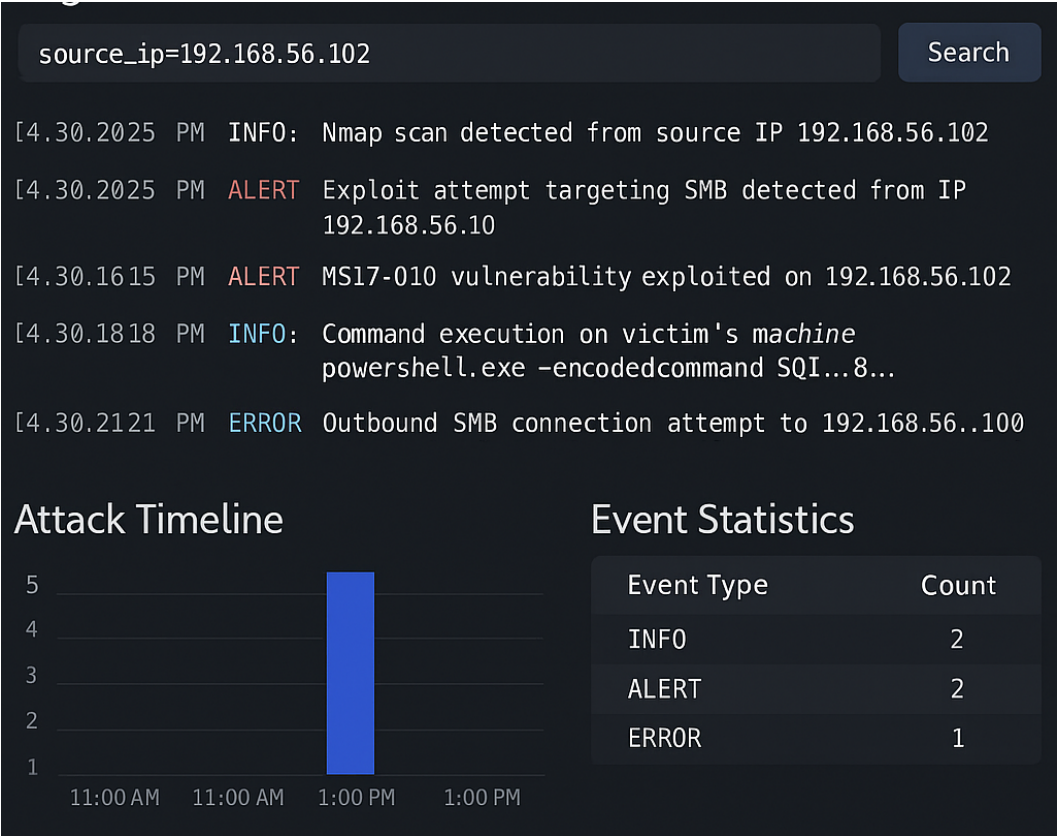 source_ip=192.168.56.102
Search
[4.30.2025 PM INFO: Nmap scan detected from source IP 192.168.56.102
[4.30.2025 PM ALERT Exploit attempt targeting SMB detected from IP
192.168.56.10
[4.30.1615 PM ALERT MS17-010 vulnerability exploited on 192.168.56.102
[4.30.1818 PM INFO: Command execution on victim's machine
powershell.exe –encodedcommand SQI...8...
[4.30.2121 PM ERROR Outbound SMB connection attempt to 192.168.56..100
Attack Timeline
5
4
3
2
1
11:00 AM 11:00 AM 1:00 PM 1:00 PM
Event Statistics
Event Type Count
INFO 2
ALERT 2
ERROR 1